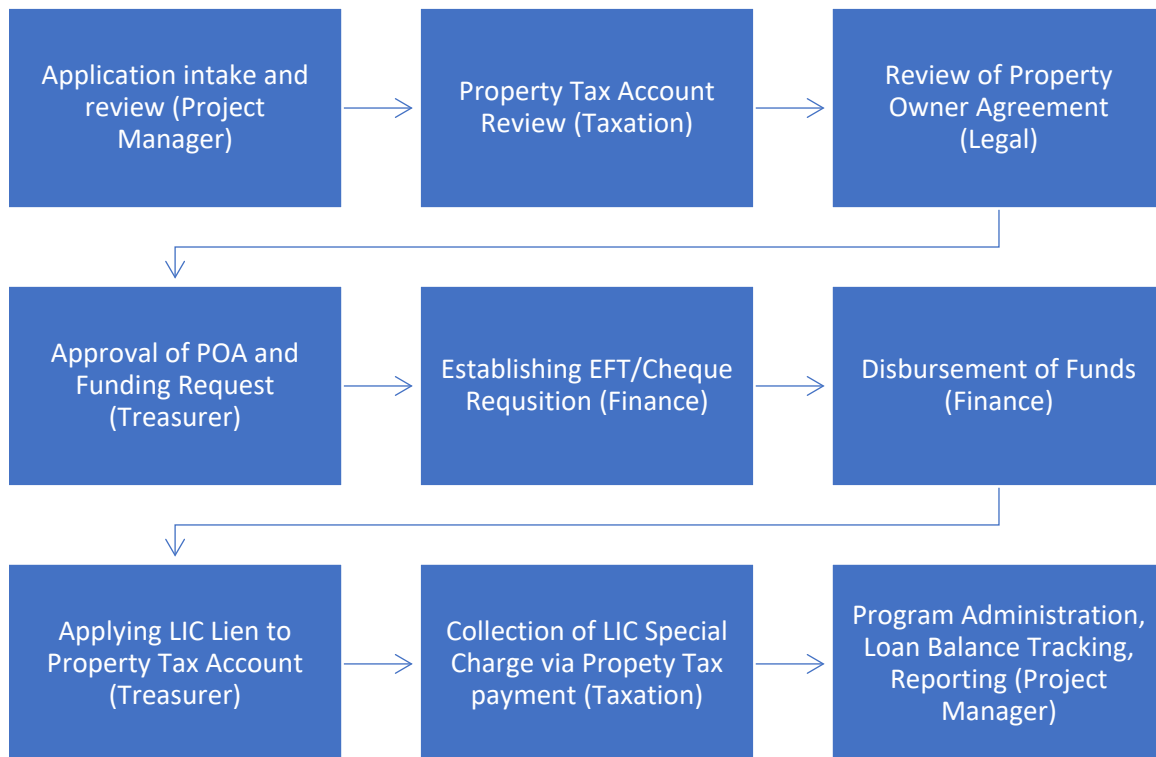 Application intake and
review (Project
Manager)
Property Tax Account
Review (Taxation)
Review of Property
Owner Agreement
(Legal)
Approval of POA and
Funding Request
(Treasurer)
Establishing EFT/Cheque
Requsition (Finance)
Disbursement of Funds
(Finance)
Applying LIC Lien to
Property Tax Account
(Treasurer)
Collection of LIC Special
Charge via Propety Tax
payment (Taxation)
Program Administration,
Loan Balance Tracking,
Reporting (Project
Manager)